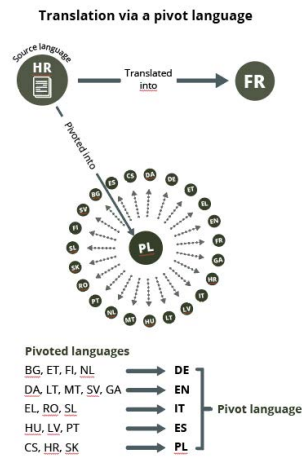 Translation via a pivot language
Source language
HR
Translated
into
FR
Pivoted into
PL
DA
DE
ET
EL
EN
FR
GA
HR
IT
LV
LT
HU
MT
NL
PT
RO
SK
SL
FI
SV
BG
ES
CS
Pivoted languages
BG, ET, FI, NL DE
DA, LT, MT, SV, GA EN
EL, RO, SL IT
Pivot language
HU, LV, PT ES
CS, HR, SK PL